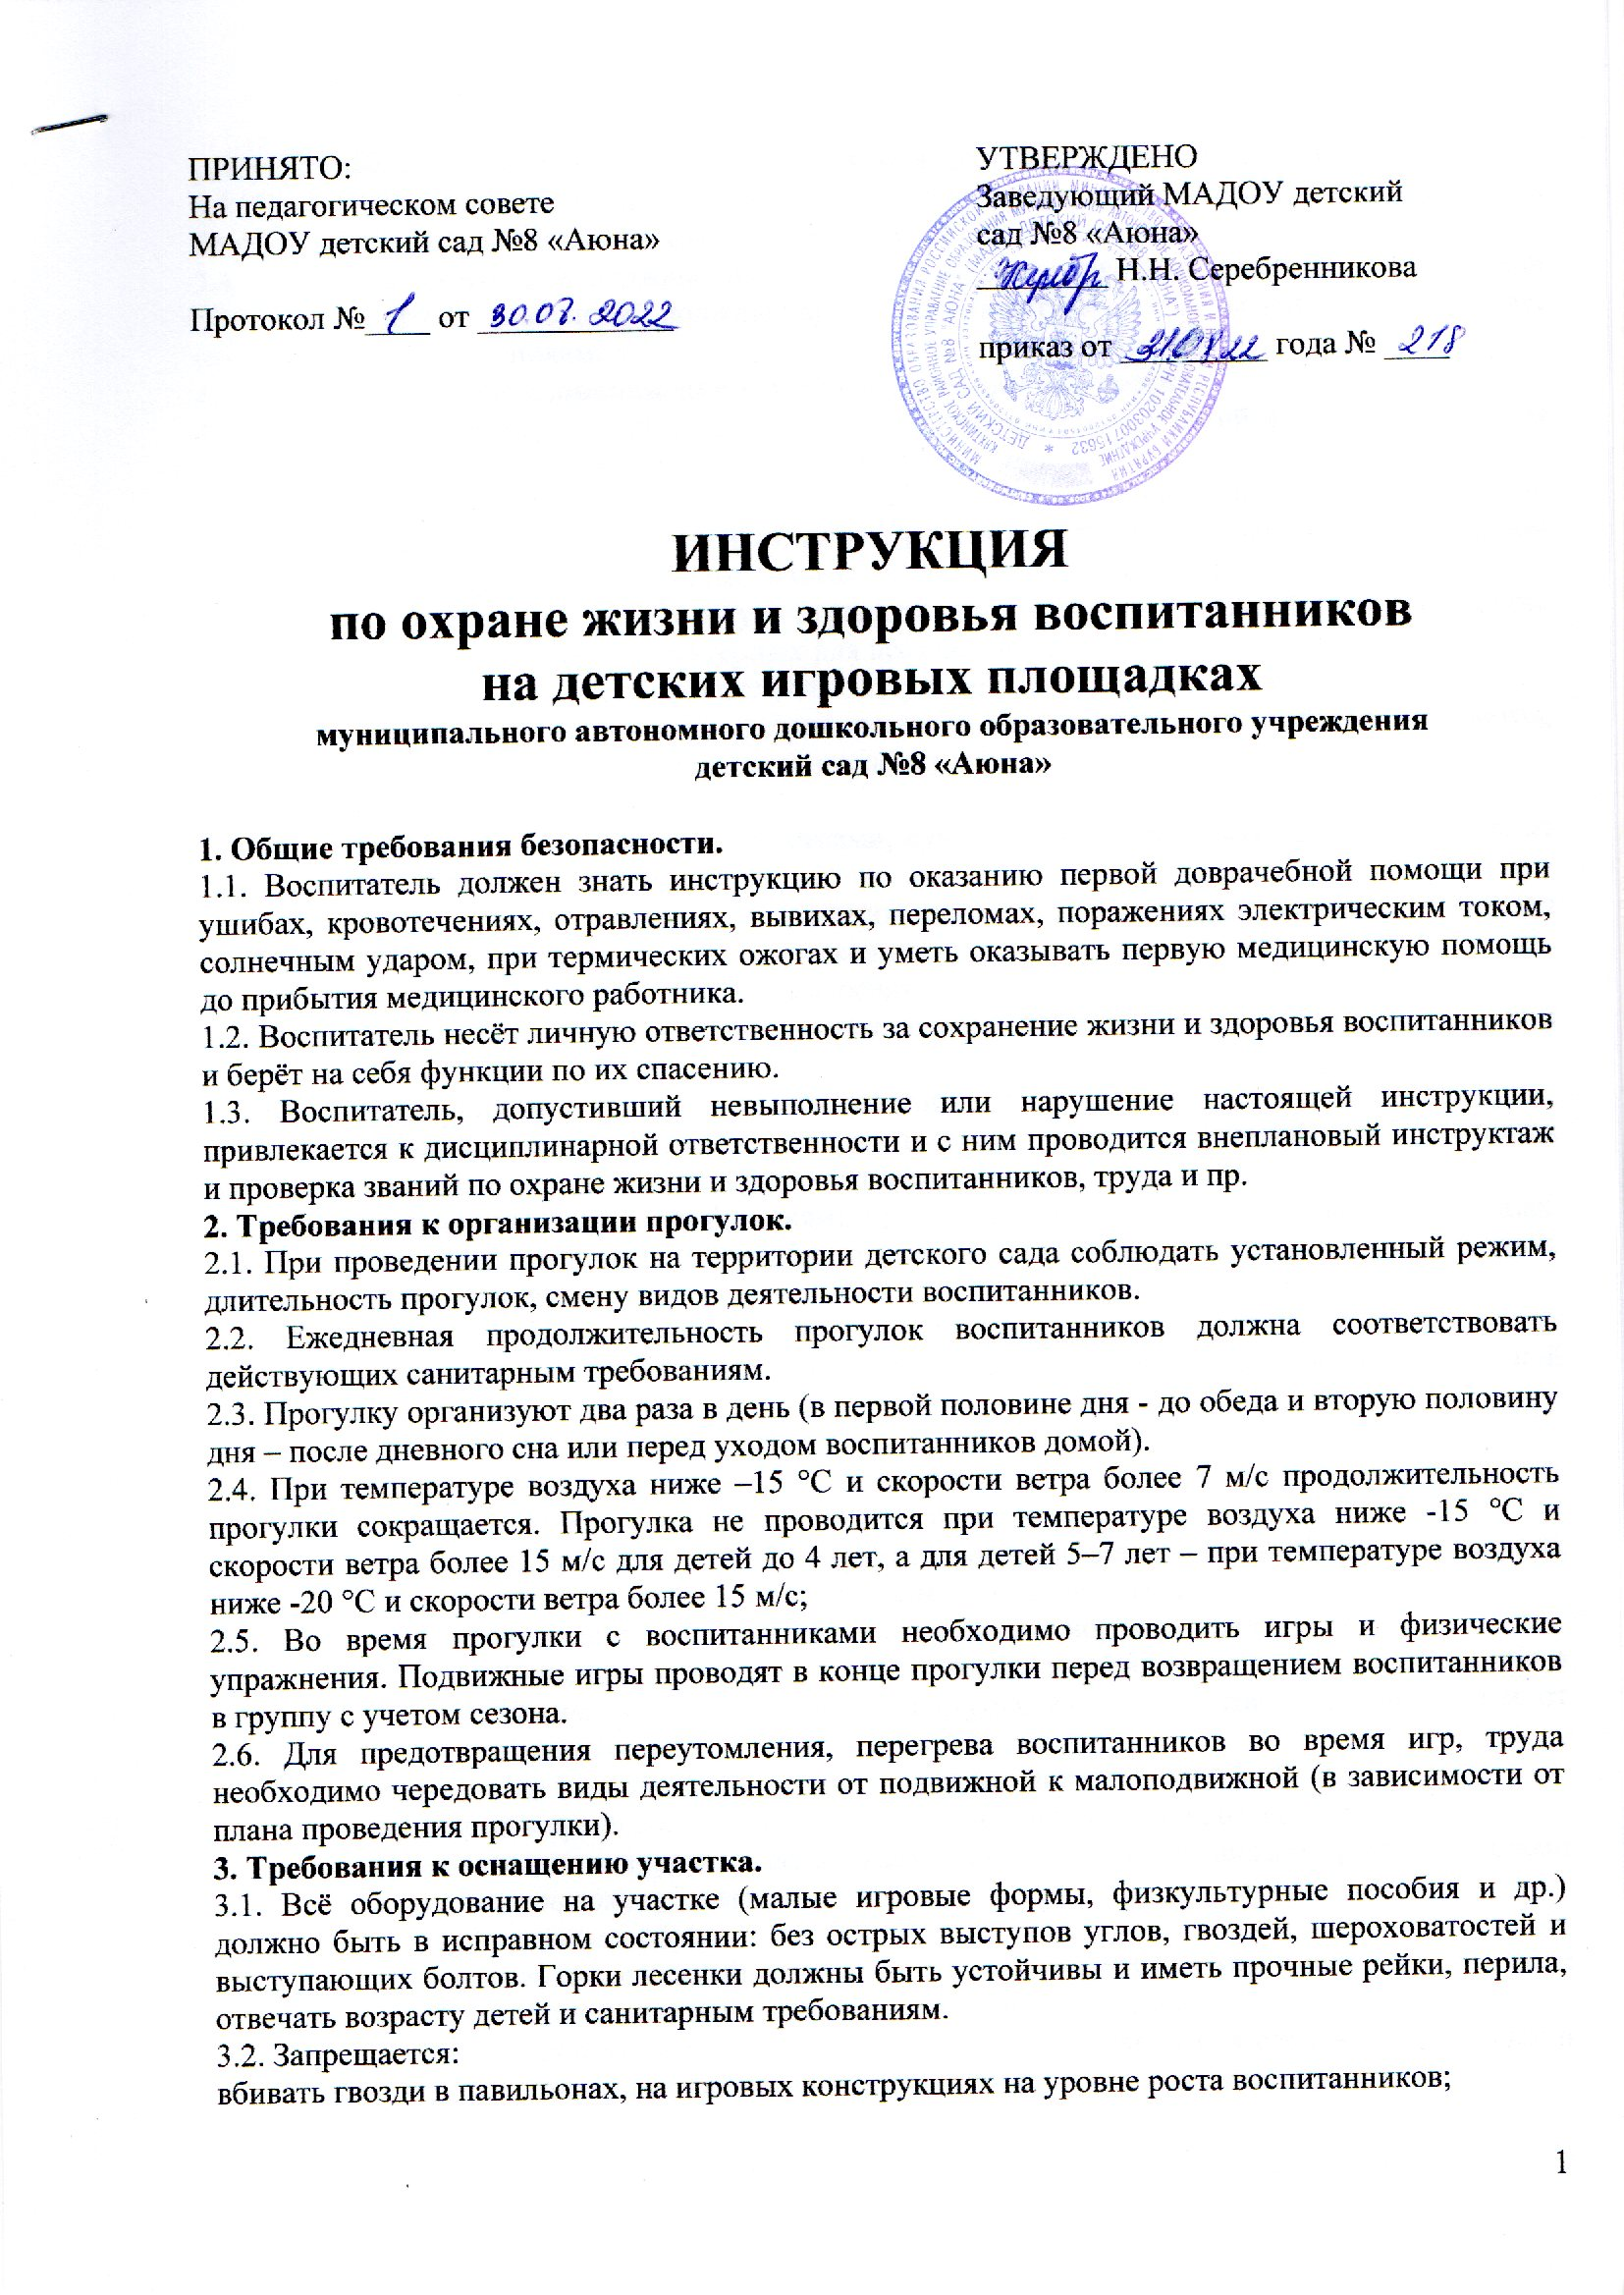 ПРИНЯТО:
На педагогическом совете
МАДОУ детский сад №8 «Аюна»
Протокол № 1 от 30.08. 2022
УТВЕРЖДЕНО
Заведующий МАДОУ детский
сад №8 «Аюна»
Н.Н. Серебренникова
приказ от года № 218
ИНСТРУКЦИЯ
по охране жизни и здоровья воспитанников
на детских игровых площадках
муниципального автономного дошкольного образовательного учреждения
детский сад №8 «Аюна»
1. Общие требования безопасности.
1.1. Воспитатель должен знать инструкцию по оказанию первой доврачебной помощи при
ушибах, кровотечениях, отравлениях, вывихах, переломах, поражениях электрическим током,
солнечным ударом, при термических ожогах и уметь оказывать первую медицинскую помощь
до прибытия медицинского работника.
1.2. Воспитатель несёт личную ответственность за сохранение жизни и здоровья воспитанников
и берёт на себя функции по их спасению.
1.3. Воспитатель, допустивший невыполнение или нарушение настоящей инструкции,
привлекается к дисциплинарной ответственности и с ним проводится внеплановый инструктаж
и проверка званий по охране жизни и здоровья воспитанников, труда и пр.
2. Требования к организации прогулок.
2.1. При проведении прогулок на территории детского сада соблюдать установленный режим,
длительность прогулок, смену видов деятельности воспитанников.
2.2. Ежедневная продолжительность прогулок воспитанников должна соответствовать
действующих санитарным требованиям.
2.3. Прогулку организуют два раза в день (в первой половине дня - до обеда и вторую половину
дня – после дневного сна или перед уходом воспитанников домой).
2.4. При температуре воздуха ниже –15 °С и скорости ветра более 7 м/с продолжительность
прогулки сокращается. Прогулка не проводится при температуре воздуха ниже -15 °С и
скорости ветра более 15 м/с для детей до 4 лет, а для детей 5–7 лет – при температуре воздуха
ниже -20 °С и скорости ветра более 15 м/с;
2.5. Во время прогулки с воспитанниками необходимо проводить игры и физические
упражнения. Подвижные игры проводят в конце прогулки перед возвращением воспитанников
в группу с учетом сезона.
2.6. Для предотвращения переутомления, перегрева воспитанников во время игр, труда
необходимо чередовать виды деятельности от подвижной к малоподвижной (в зависимости от
плана проведения прогулки).
3. Требования к оснащению участка.
3.1. Всё оборудование на участке (малые игровые формы, физкультурные пособия и др.)
должно быть в исправном состоянии: без острых выступов углов, гвоздей, шероховатостей и
выступающих болтов. Горки лесенки должны быть устойчивы и иметь прочные рейки, перила,
отвечать возрасту детей и санитарным требованиям.
3.2. Запрещается:
вбивать гвозди в павильонах, на игровых конструкциях на уровне роста воспитанников;
1